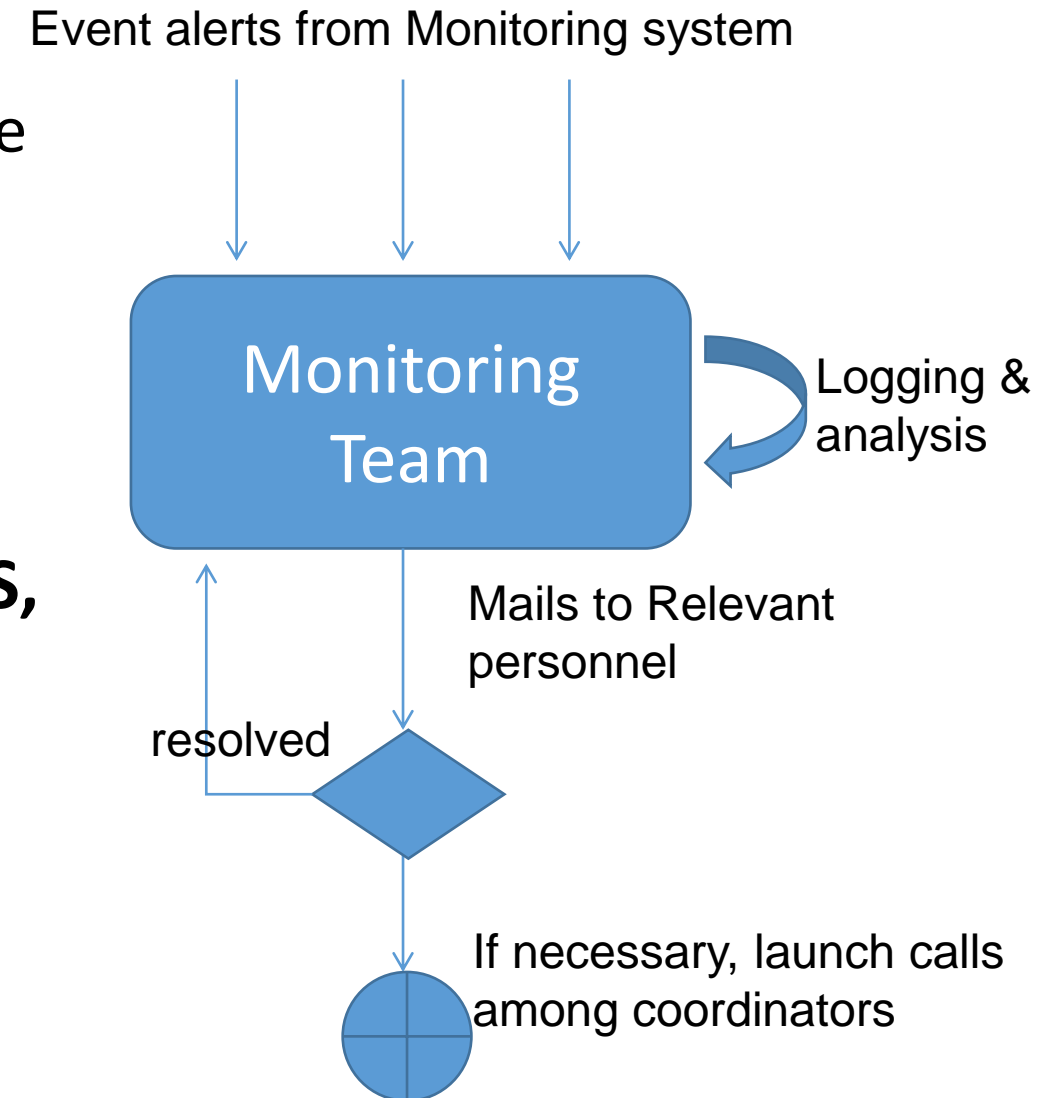 Event alerts from Monitoring system
e
Monitoring
Team
Logging &
analysis
s,
Mails to Relevant
personnel
resolved
If necessary, launch calls
among coordinators